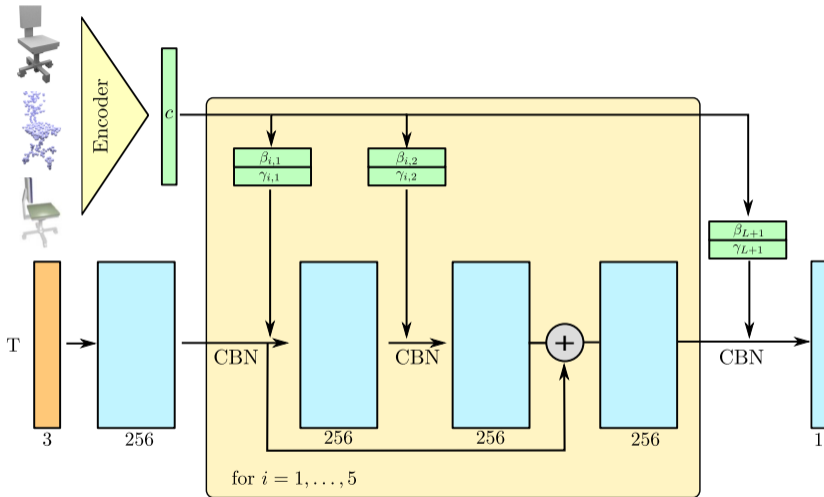 Encoder
c
β_{i,1}
γ_{i,1}
β_{i,2}
γ_{i,2}
β_{L+1}
γ_{L+1}
T
CBN
CBN
CBN
3
256
256
256
256
1
for i = 1, . . . , 5